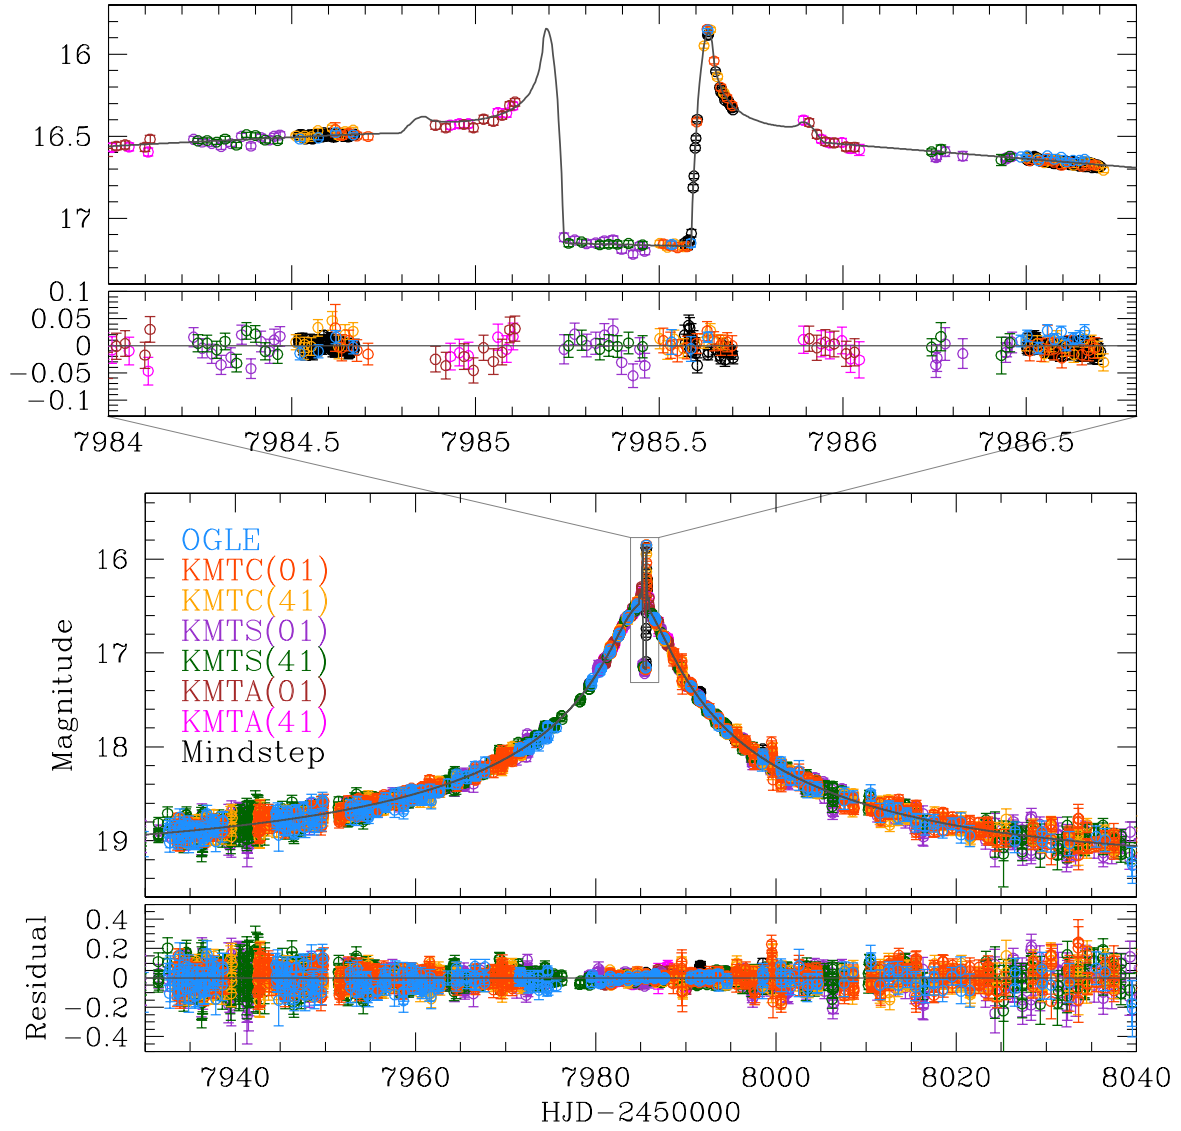 16
16.5
17
0.1
0.05
0
−0.05
−0.1
7984 7984.5 7985 7985.5 7986 7986.5
OGLE
KMTC(01)
KMTC(41)
KMTS(01)
KMTS(41)
KMTA(01)
KMTA(41)
Mindstep
Magnitude
16
17
18
19
Residual
0.4
0.2
0
−0.2
−0.4
7940 7960 7980 8000 8020 8040
HJD−2450000